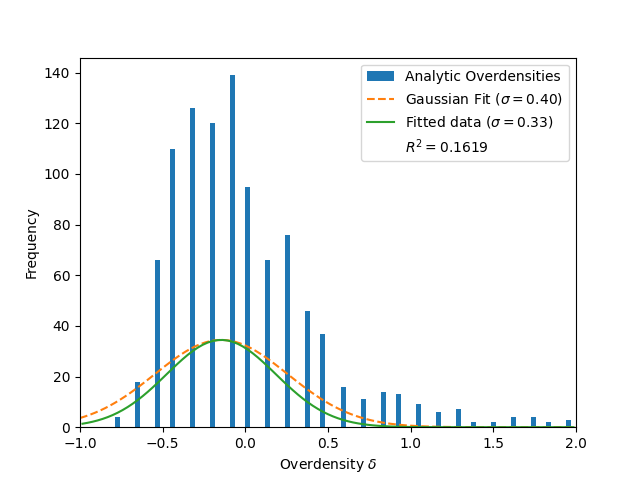 140
120
100
80
60
40
20
0
Frequency
Analytic Overdensities
Gaussian Fit (σ = 0.40)
Fitted data (σ = 0.33)
R² = 0.1619
−1.0 −0.5 0.0 0.5 1.0 1.5 2.0
Overdensity δ